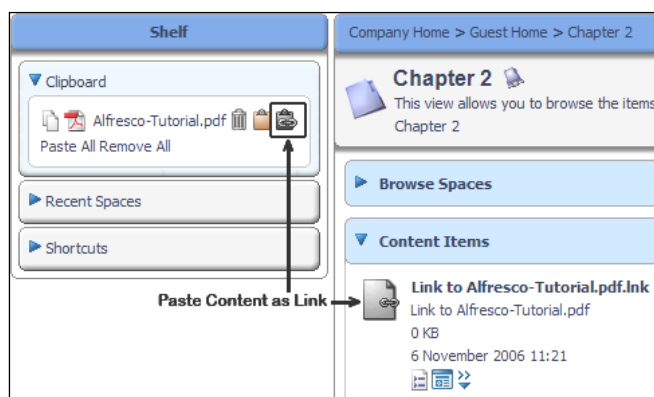 Shelf
Clipboard
Alfresco-Tutorial.pdf
Paste All Remove All
Recent Spaces
Shortcuts
Paste Content as Link
Company Home > Guest Home > Chapter 2
Chapter 2
This view allows you to browse the items
Chapter 2
Browse Spaces
Content Items
Link to Alfresco-Tutorial.pdf.lnk
Link to Alfresco-Tutorial.pdf
0 KB
6 November 2006 11:21